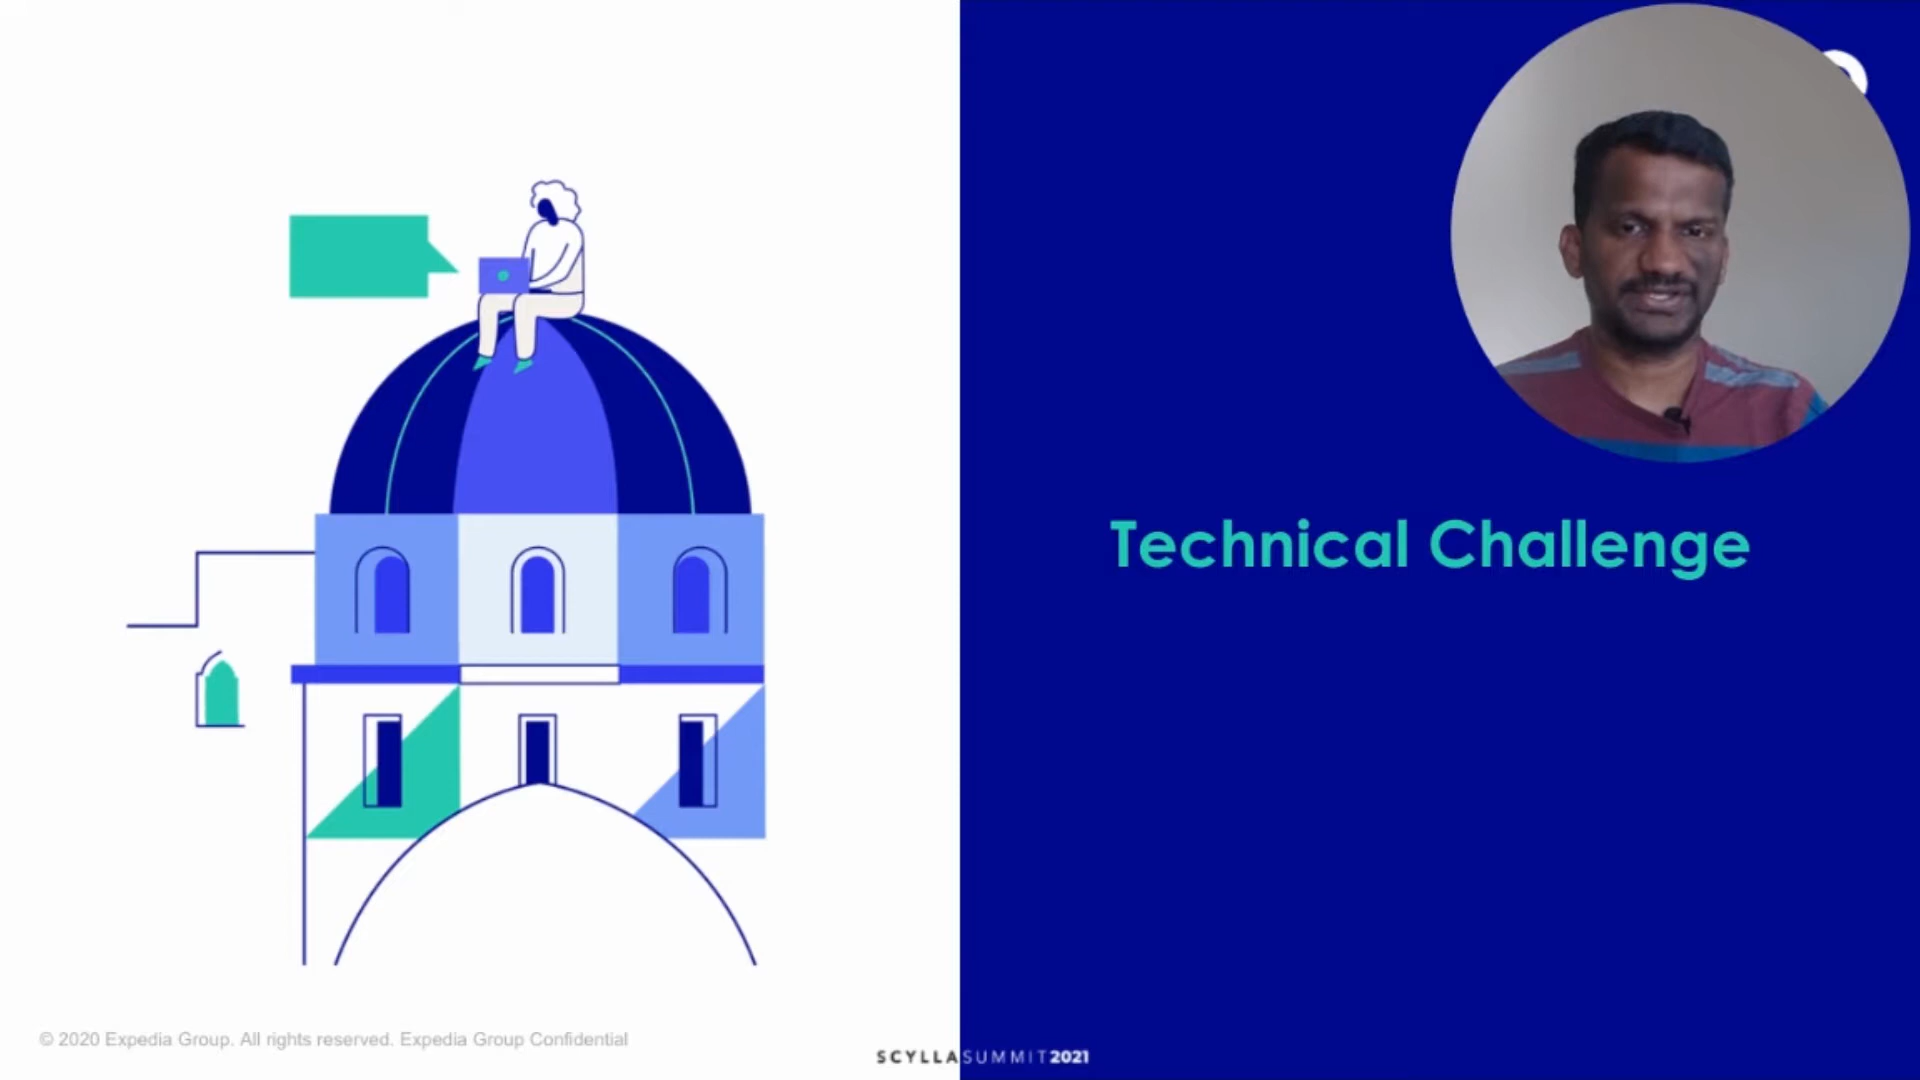 Technical Challenge
© 2020 Expedia Group. All rights reserved. Expedia Group Confidential
SCYLLASUMMIT2021